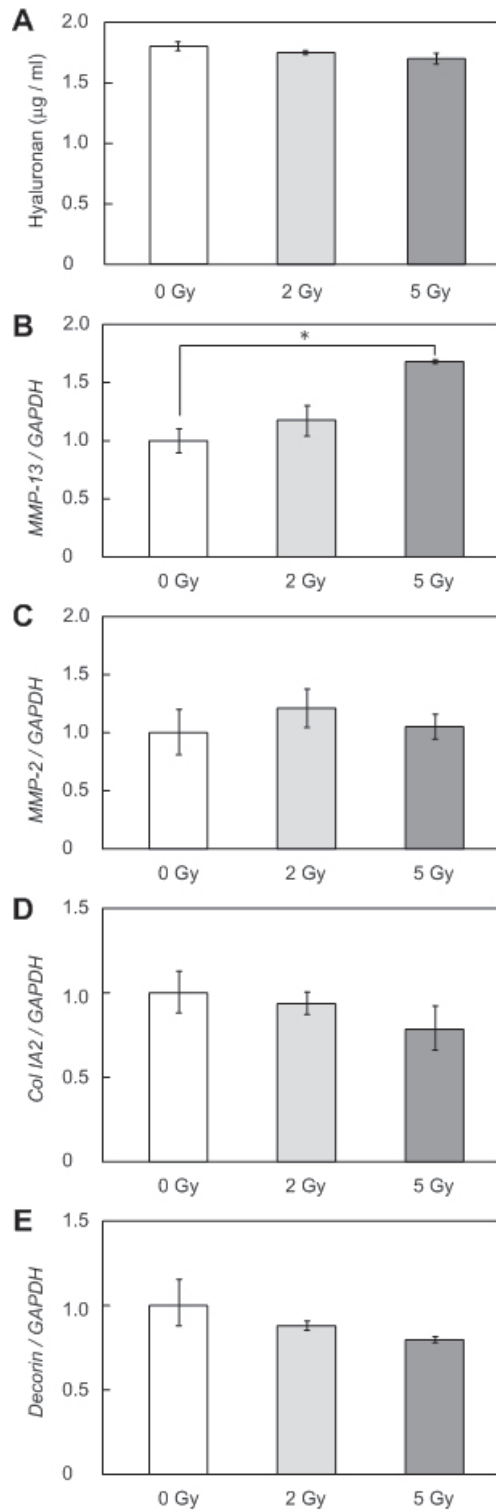 A
Hyaluronan (μg / ml)
2.0
1.5
1.0
0.5
0
0 Gy 2 Gy 5 Gy
B
MMP-13 / GAPDH
2.0
1.5
1.0
0.5
0
*
0 Gy 2 Gy 5 Gy
C
MMP-2 / GAPDH
2.0
1.5
1.0
0.5
0
0 Gy 2 Gy 5 Gy
D
Col IA2 / GAPDH
1.5
1.0
0.5
0
0 Gy 2 Gy 5 Gy
E
Decorin / GAPDH
1.5
1.0
0.5
0
0 Gy 2 Gy 5 Gy